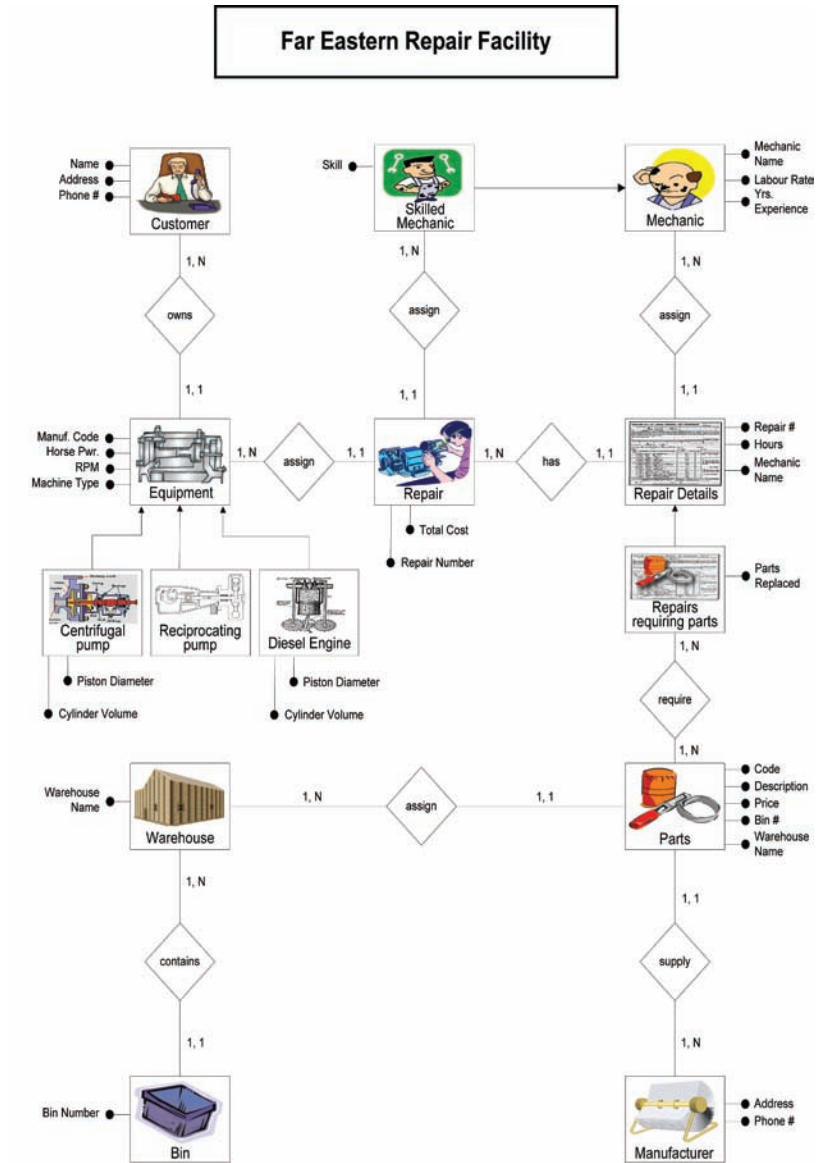 Far Eastern Repair Facility
Name
Address
Phone #
Customer
Skill
Skilled
Mechanic
Mechanic
Mechanic
Name
Labour Rate
Yrs.
Experience
1, N
1, N
1, N
owns
assign
assign
1, 1
1, 1
1, 1
Manuf. Code
Horse Pwr.
RPM
Machine Type
Equipment
1, N
assign
1, 1
Repair
1, N
has
1, 1
Repair Details
Repair #
Hours
Mechanic
Name
Total Cost
Repair Number
Centrifugal
pump
Reciprocating
pump
Diesel Engine
Piston Diameter
Cylinder Volume
Piston Diameter
Cylinder Volume
Repairs
requiring parts
Parts
Replaced
1, N
require
1, N
Warehouse
Name
Warehouse
1, N
assign
1, 1
Parts
Code
Description
Price
Bin #
Warehouse
Name
1, N
1, 1
contains
supply
1, 1
1, N
Bin Number
Bin
Manufacturer
Address
Phone #